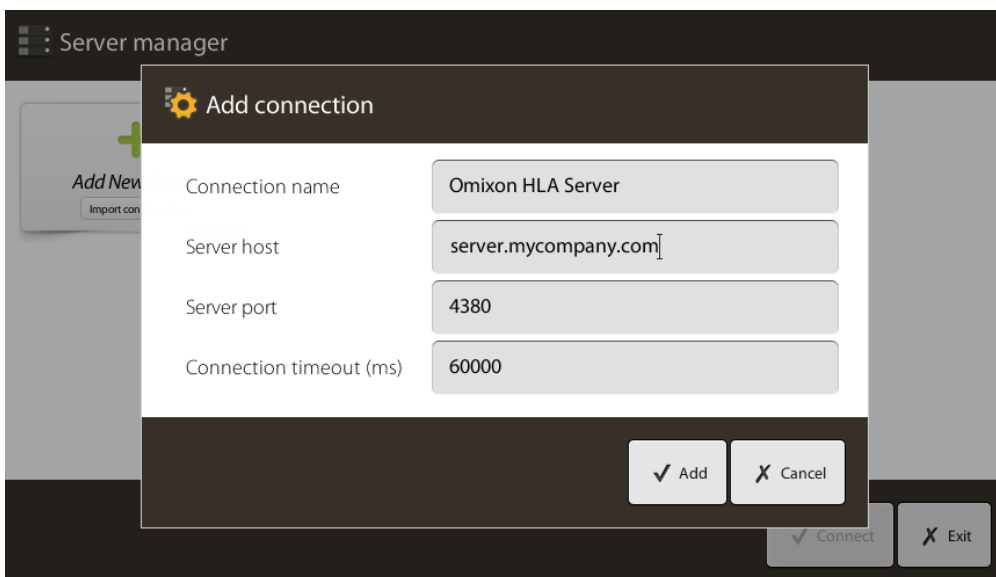 Server manager
Add connection
Add New
Import con
Connection name
Omixon HLA Server
Server host
server.mycompany.com
Server port
4380
Connection timeout (ms)
60000
Add
Cancel
Connect
Exit